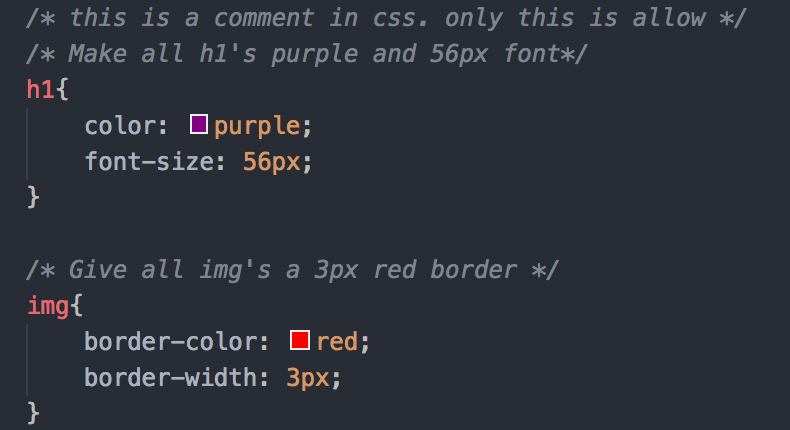 /* this is a comment in css. only this is allow */
/* Make all h1's purple and 56px font*/
h1{
    color: purple;
    font-size: 56px;
}

/* Give all img's a 3px red border */
img{
    border-color: red;
    border-width: 3px;
}